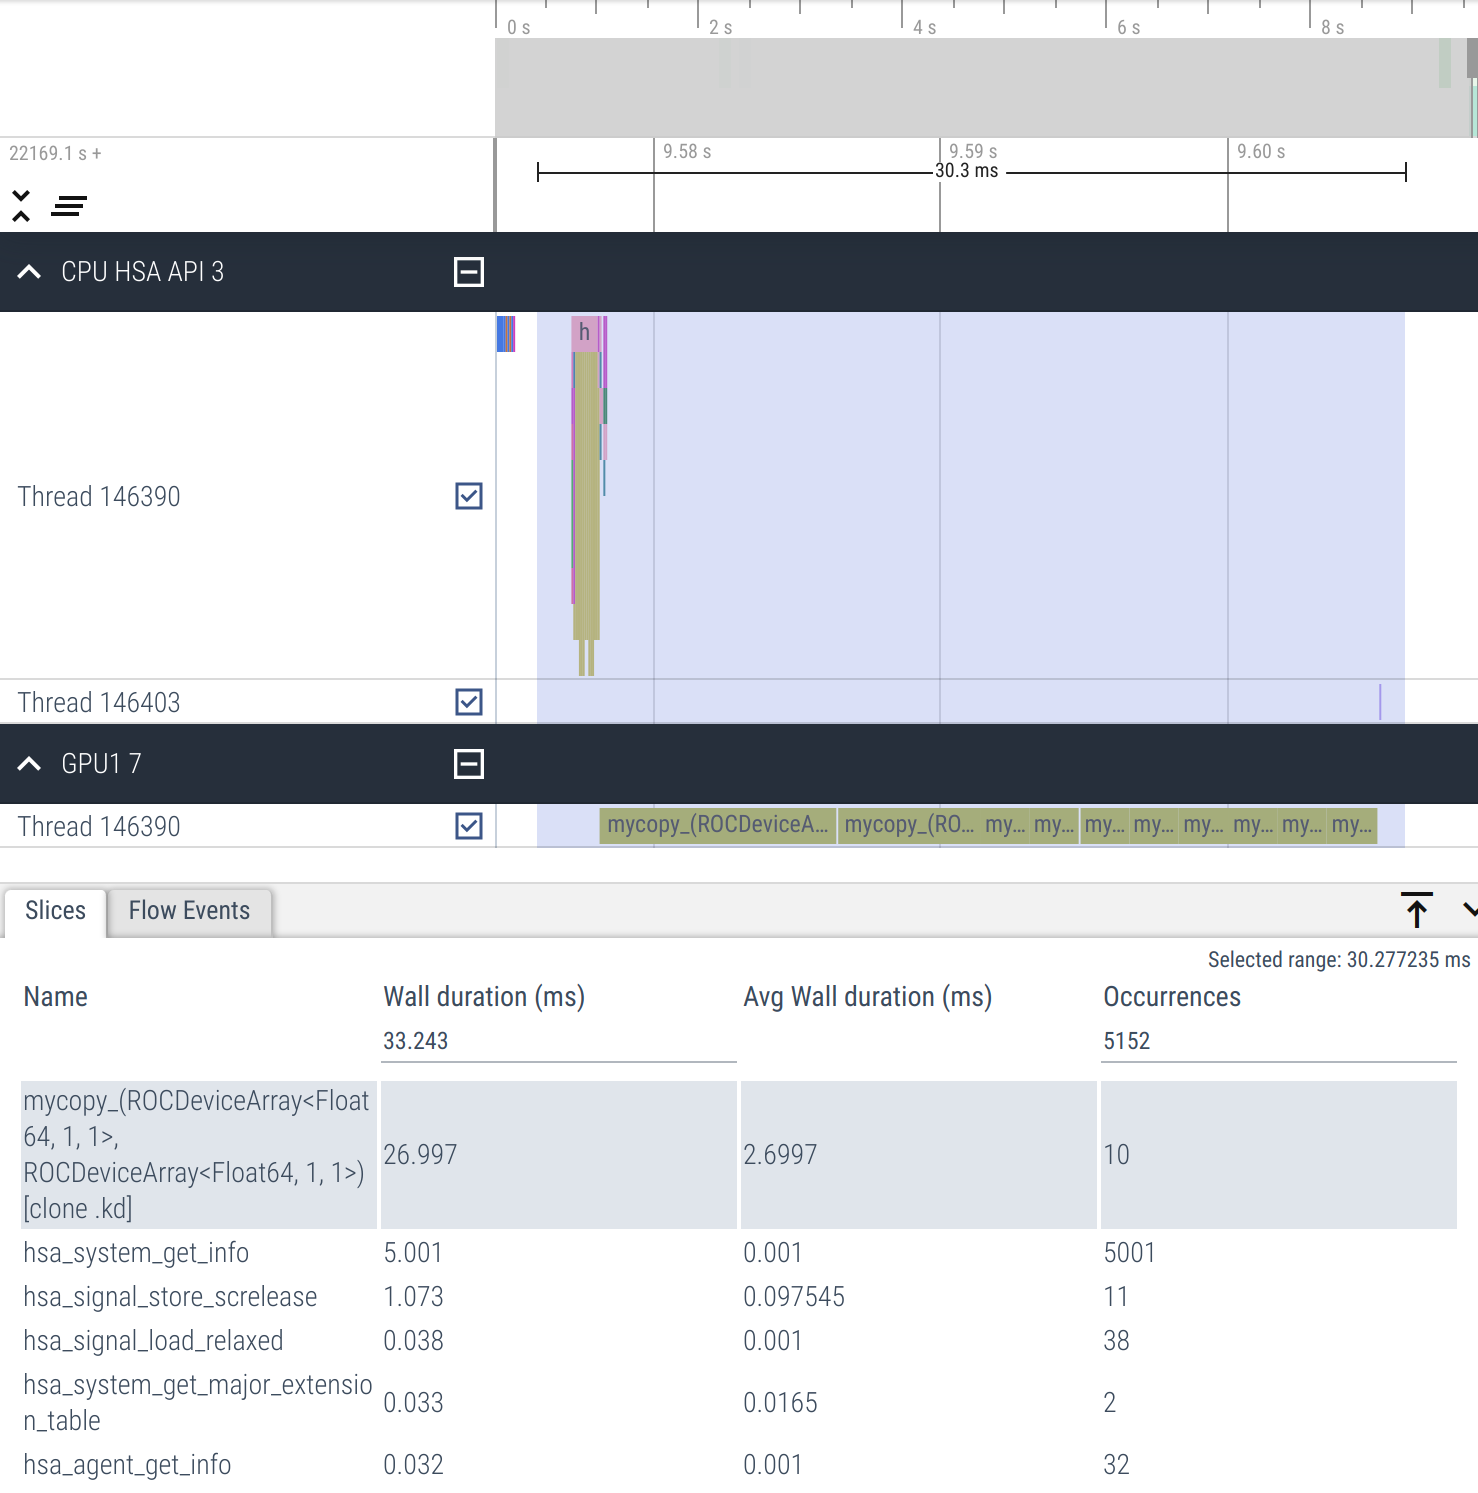 0 s 2 s 4 s 6 s 8 s
22169.1 s +
9.58 s 9.59 s 9.60 s
30.3 ms
CPU HSA API 3
h
Thread 146390
Thread 146403
GPU1 7
Thread 146390
mycopy_(ROCDeviceA... mycopy_(RO... my... my... my... my... my... my... my... my...
Slices Flow Events
Selected range: 30.277235 ms
Name Wall duration (ms) Avg Wall duration (ms) Occurrences
33.243 5152
mycopy_(ROCDeviceArray<Float
64, 1, 1>,
ROCDeviceArray<Float64, 1, 1>)
[clone .kd]
26.997 2.6997 10
hsa_system_get_info 5.001 0.001 5001
hsa_signal_store_screlease 1.073 0.097545 11
hsa_signal_load_relaxed 0.038 0.001 38
hsa_system_get_major_extensio
n_table
0.033 0.0165 2
hsa_agent_get_info 0.032 0.001 32